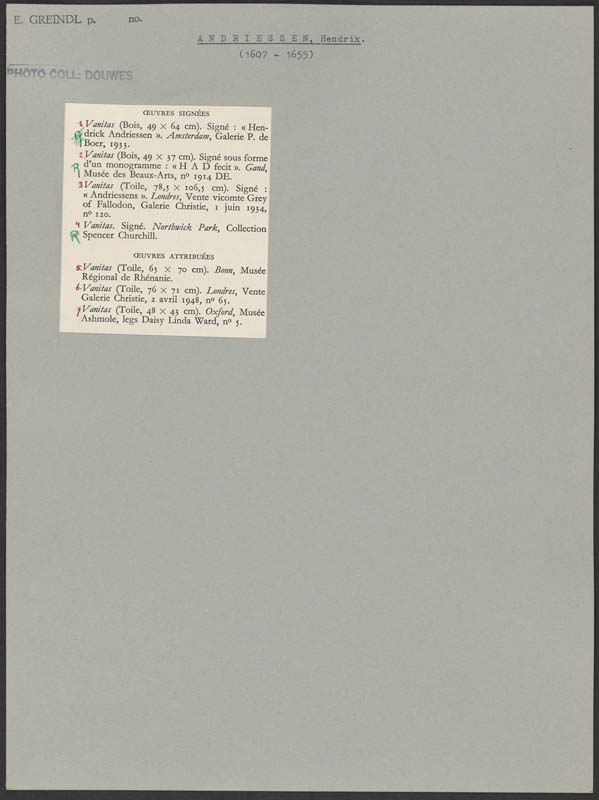 E. GREINDL p. no.
ANDRIESSEN, Hendrik.
(1607 - 1655)
PHOTO COLL: DOUWES
ŒUVRES SIGNÉES
1 Vanitas (Bois, 49 × 64 cm). Signé : « Hen-
drick Andriessen ». Amsterdam, Galerie P. de
Boer, 1933.
2 Vanitas (Bois, 49 × 37 cm). Signé sous forme
R d'un monogramme : « H A D fecit ». Gand,
Musée des Beaux-Arts, nº 1914 DE.
3 Vanitas (Toile, 78,5 × 106,5 cm). Signé :
« Andriessens ». Londres, Vente vicomte Grey
of Fallodon, Galerie Christie, 1 juin 1934,
nº 120.
4 Vanitas. Signé. Northwick Park, Collection
R Spencer Churchill.
ŒUVRES ATTRIBUÉES
5. Vanitas (Toile, 65 × 70 cm). Bonn, Musée
Régional de Rhénanie.
6. Vanitas (Toile, 76 × 71 cm). Londres, Vente
Galerie Christie, 2 avril 1948, nº 65.
7 Vanitas (Toile, 48 × 43 cm). Oxford, Musée
Ashmole, legs Daisy Linda Ward, nº 5.